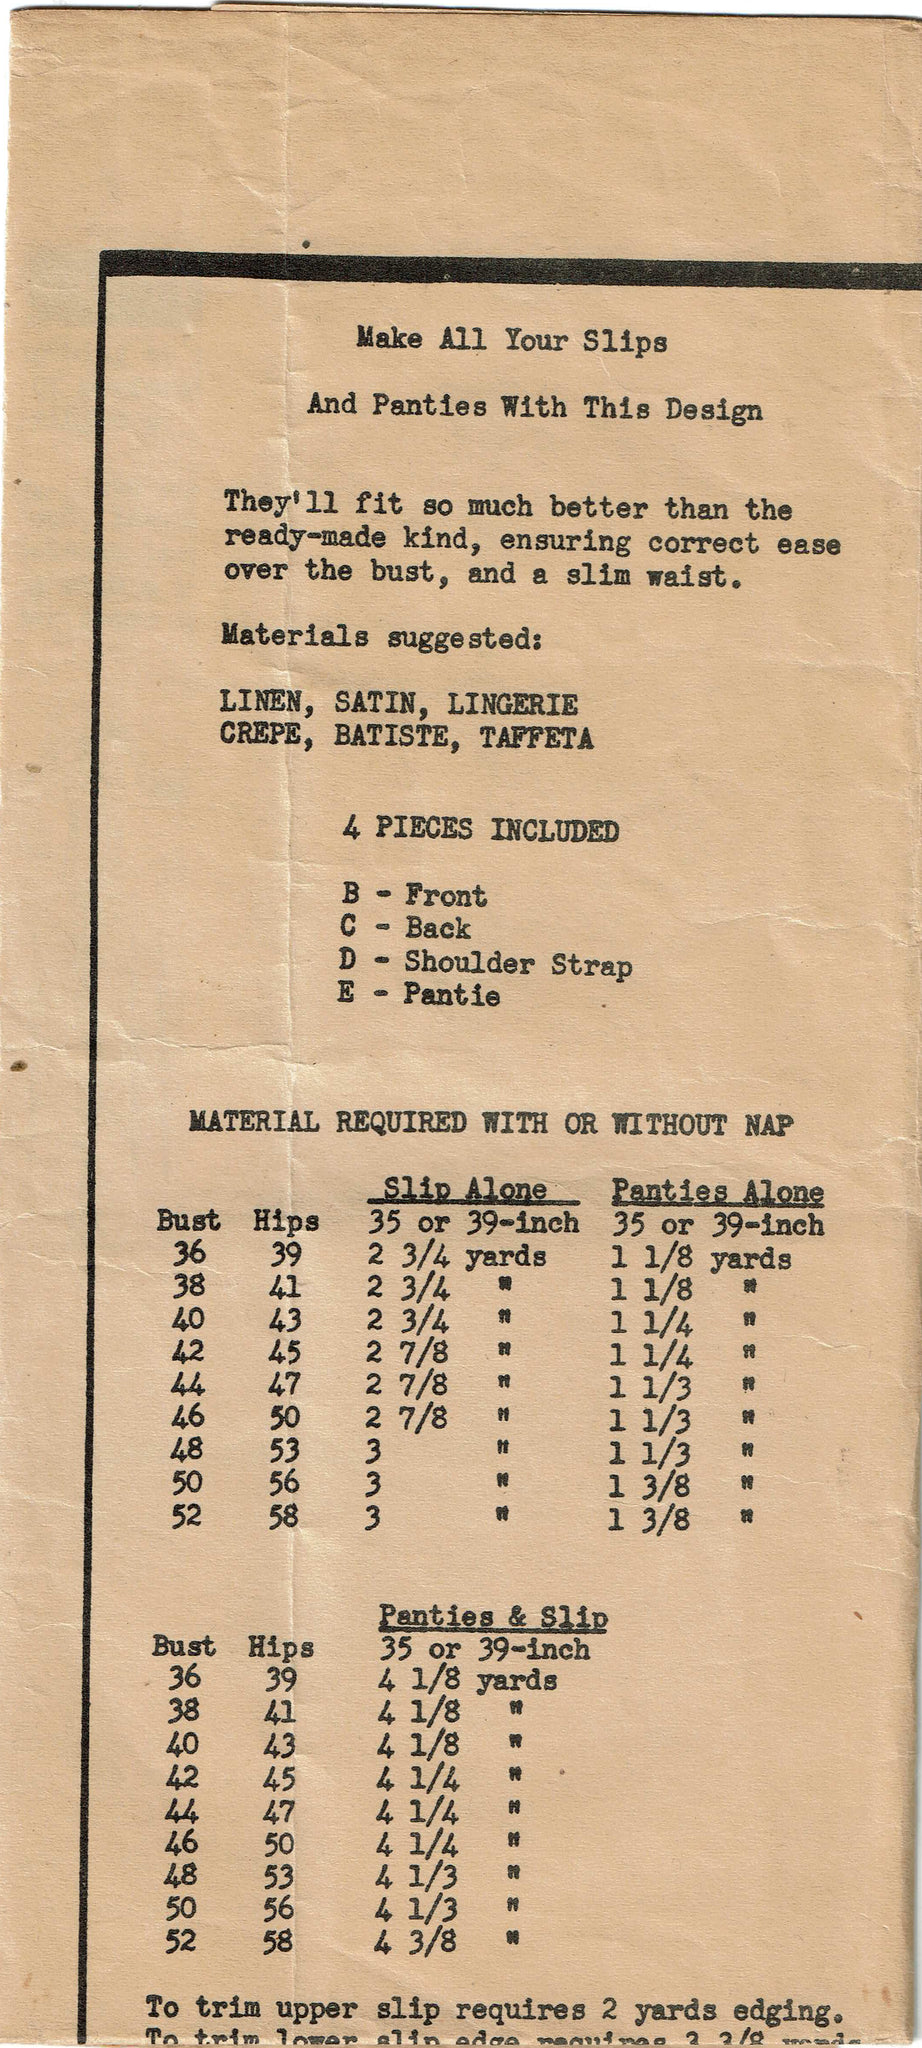 Make All Your Slips
And Panties With This Design
They'll fit so much better than the
ready-made kind, ensuring correct ease
over the bust, and a slim waist.
Materials suggested:
LINEN, SATIN, LINGERIE
CREPE, BATISTE, TAFFETA
4 PIECES INCLUDED
B - Front
C - Back
D - Shoulder Strap
E - Pantie
MATERIAL REQUIRED WITH OR WITHOUT NAP
Slip Alone Panties Alone
Bust Hips 35 or 39-inch 35 or 39-inch
36 39 2 3/4 yards 1 1/8 yards
38 41 2 3/4 " 1 1/8 "
40 43 2 3/4 " 1 1/4 "
42 45 2 7/8 " 1 1/4 "
44 47 2 7/8 " 1 1/3 "
46 50 2 7/8 " 1 1/3 "
48 53 3 " 1 1/3 "
50 56 3 " 1 3/8 "
52 58 3 " 1 3/8 "
Panties & Slip
Bust Hips 35 or 39-inch
36 39 4 1/8 yards
38 41 4 1/8 "
40 43 4 1/8 "
42 45 4 1/4 "
44 47 4 1/4 "
46 50 4 1/4 "
48 53 4 1/3 "
50 56 4 1/3 "
52 58 4 3/8 "
To trim upper slip requires 2 yards edging.
To trim lower slip edge requires 3 3/8 yards